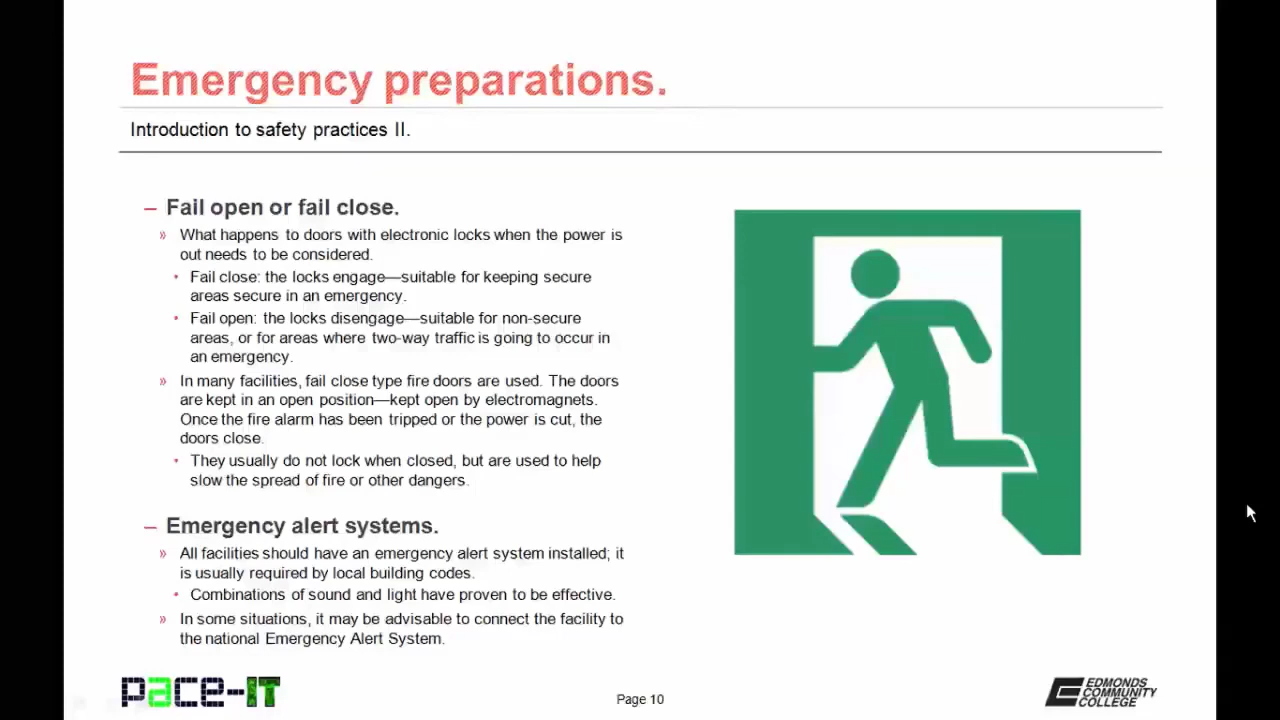 Emergency preparations.
Introduction to safety practices II.
– Fail open or fail close.
» What happens to doors with electronic locks when the power is
out needs to be considered.
• Fail close: the locks engage—suitable for keeping secure
areas secure in an emergency.
• Fail open: the locks disengage—suitable for non-secure
areas, or for areas where two-way traffic is going to occur in
an emergency.
» In many facilities, fail close type fire doors are used. The doors
are kept in an open position—kept open by electromagnets.
Once the fire alarm has been tripped or the power is cut, the
doors close.
• They usually do not lock when closed, but are used to help
slow the spread of fire or other dangers.
– Emergency alert systems.
» All facilities should have an emergency alert system installed; it
is usually required by local building codes.
• Combinations of sound and light have proven to be effective.
» In some situations, it may be advisable to connect the facility to
the national Emergency Alert System.
pace-IT
Page 10
EDMONDS
COMMUNITY
COLLEGE